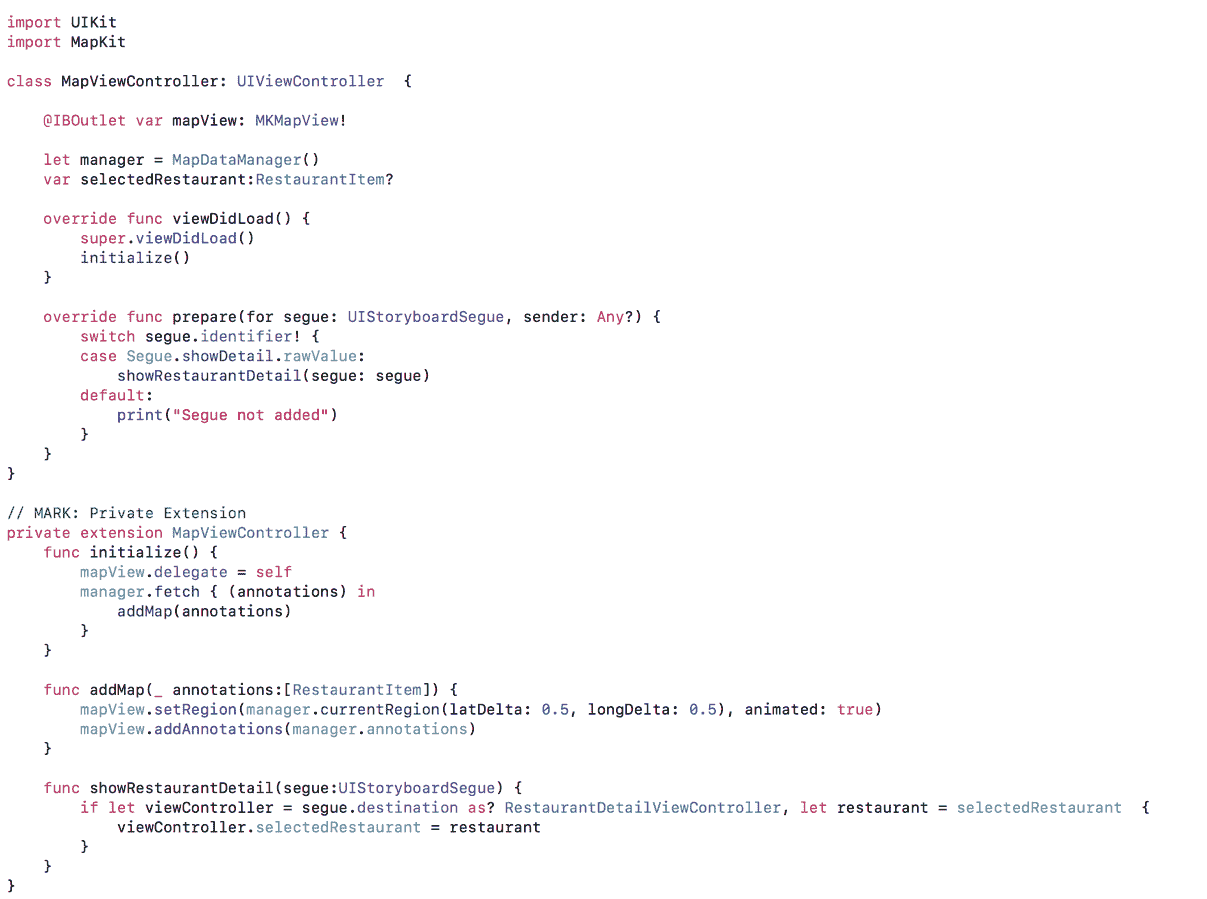 import UIKit
import MapKit
class MapViewController: UIViewController  {
    @IBOutlet var mapView: MKMapView!
    let manager = MapDataManager()
    var selectedRestaurant:RestaurantItem?
    override func viewDidLoad() {
        super.viewDidLoad()
        initialize()
    }
    override func prepare(for segue: UIStoryboardSegue, sender: Any?) {
        switch segue.identifier! {
        case Segue.showDetail.rawValue:
            showRestaurantDetail(segue: segue)
        default:
            print("Segue not added")
        }
    }
}
// MARK: Private Extension
private extension MapViewController {
    func initialize() {
        mapView.delegate = self
        manager.fetch { (annotations) in
            addMap(annotations)
        }
    }
    func addMap(_ annotations:[RestaurantItem]) {
        mapView.setRegion(manager.currentRegion(latDelta: 0.5, longDelta: 0.5), animated: true)
        mapView.addAnnotations(manager.annotations)
    }
    func showRestaurantDetail(segue:UIStoryboardSegue) {
        if let viewController = segue.destination as? RestaurantDetailViewController, let restaurant = selectedRestaurant  {
            viewController.selectedRestaurant = restaurant
        }
    }
}